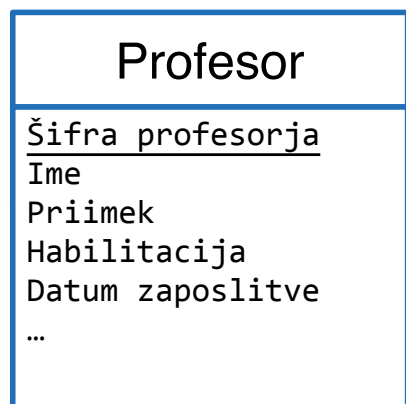 Profesor
Šifra profesorja
Ime
Priimek
Habilitacija
Datum zaposlitve
…